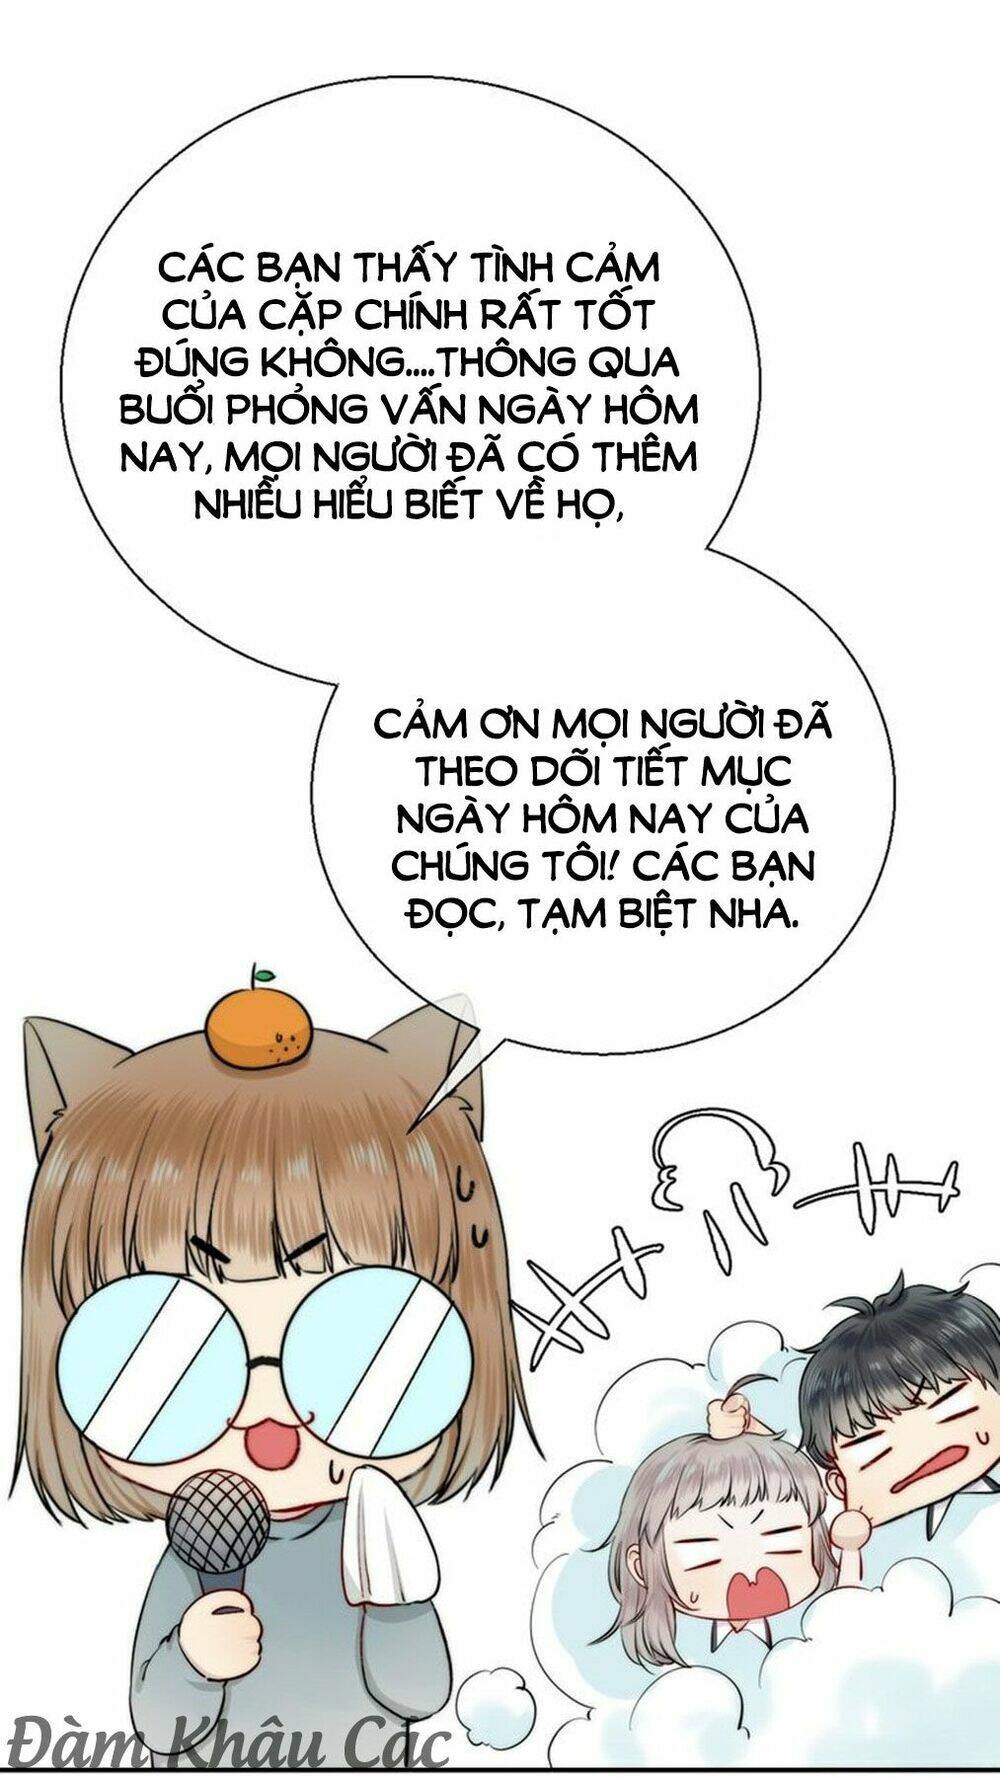 CÁC BẠN THẤY TÌNH CẢM
CỦA CẶP CHÍNH RẤT TỐT
ĐÚNG KHÔNG....THÔNG QUA
BUỔI PHỎNG VẤN NGÀY HÔM
NAY, MỌI NGƯỜI ĐÃ CÓ THÊM
NHIỀU HIỂU BIẾT VỀ HỌ,
CẢM ƠN MỌI NGƯỜI ĐÃ
THEO DÕI TIẾT MỤC
NGÀY HÔM NAY CỦA
CHÚNG TÔI! CÁC BẠN
ĐỌC, TẠM BIỆT NHA.
Đàm Khâu Các